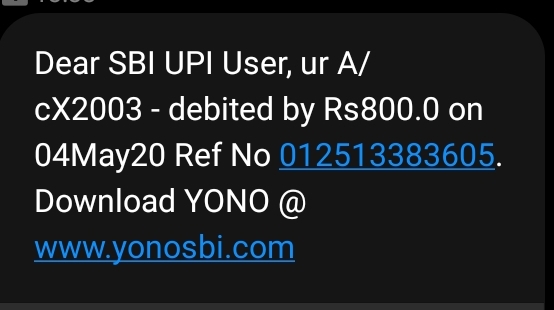 Dear SBI UPI User, ur A/
cX2003 - debited by Rs800.0 on
04May20 Ref No 012513383605.
Download YONO @
www.yonosbi.com